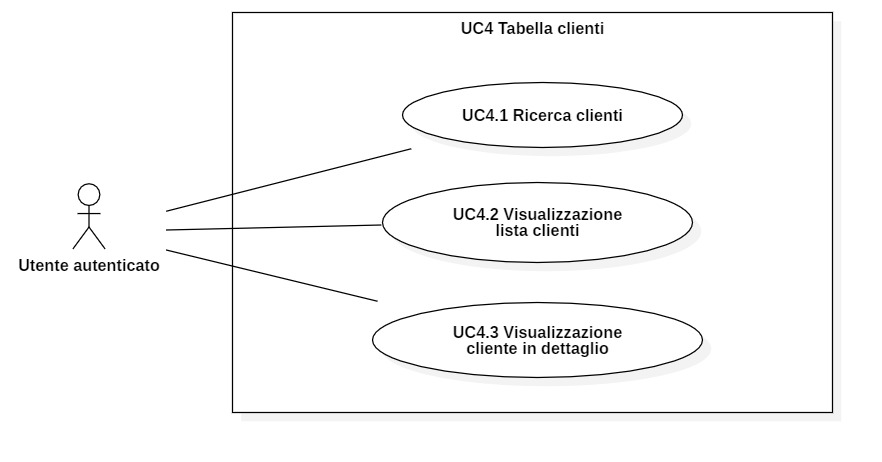 UC4 Tabella clienti
UC4.1 Ricerca clienti
UC4.2 Visualizzazione
lista clienti
Utente autenticato
UC4.3 Visualizzazione
cliente in dettaglio